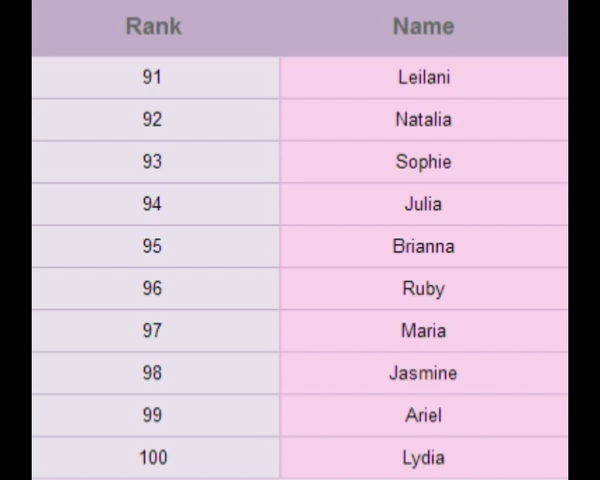 Rank Name
91 Leilani
92 Natalia
93 Sophie
94 Julia
95 Brianna
96 Ruby
97 Maria
98 Jasmine
99 Ariel
100 Lydia